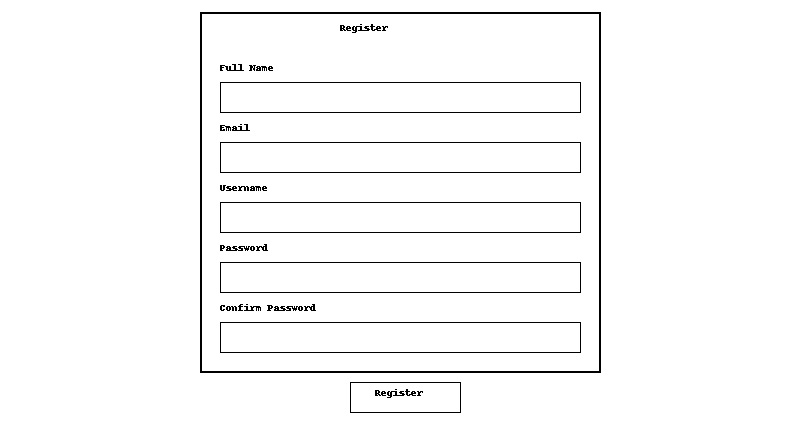 Register
Full Name
Email
Username
Password
Confirm Password
Register